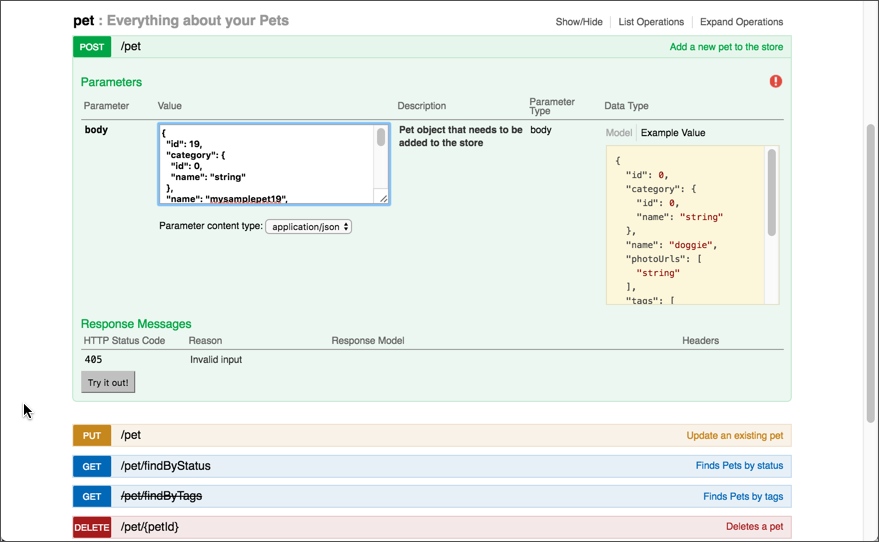 pet : Everything about your Pets
Show/Hide List Operations Expand Operations
POST /pet Add a new pet to the store
Parameters
Parameter Value Description Parameter Type Data Type
body
{
"id": 19,
"category": {
"id": 0,
"name": "string"
},
"name": "mysamplepet19",
Parameter content type: application/json
Pet object that needs to be
added to the store
body
Model Example Value
{
"id": 0,
"category": {
"id": 0,
"name": "string"
},
"name": "doggie",
"photoUrls": [
"string"
],
"tags": [
Response Messages
HTTP Status Code Reason Response Model Headers
405 Invalid input
Try it out!
PUT /pet Update an existing pet
GET /pet/findByStatus Finds Pets by status
GET /pet/findByTags Finds Pets by tags
DELETE /pet/{petId} Deletes a pet